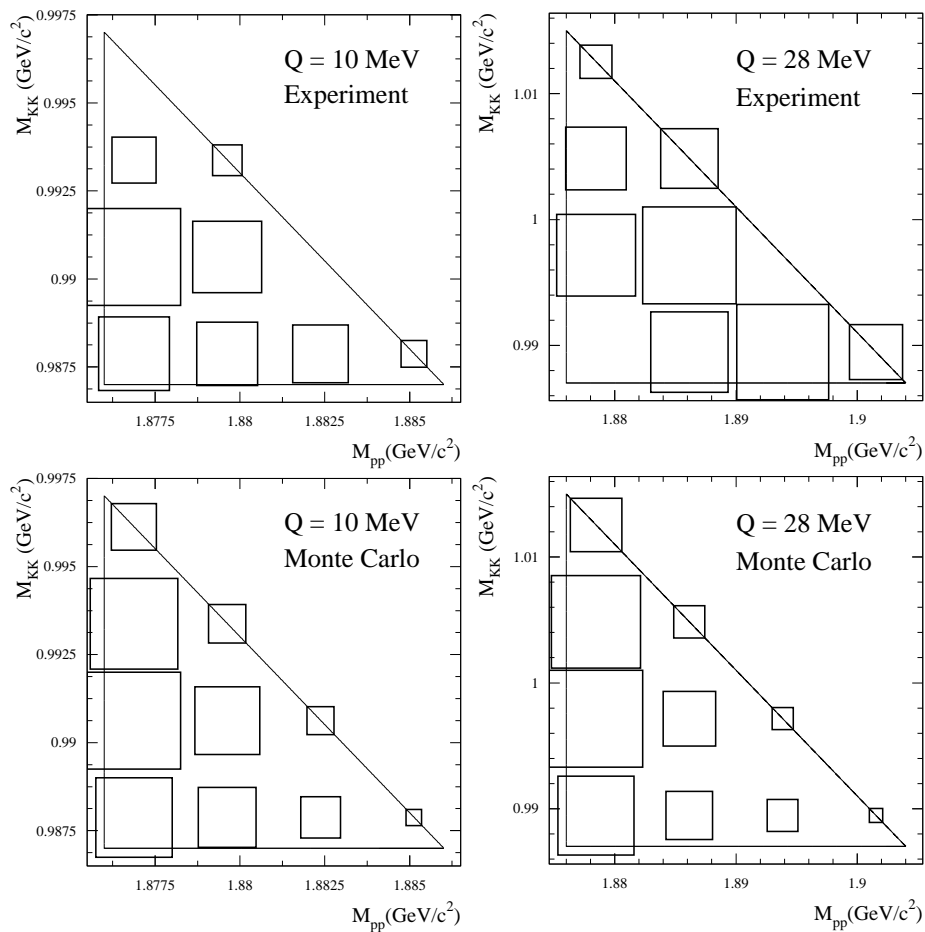 M_KK (GeV/c^2)
0.9975
0.995
0.9925
0.99
0.9875
1.8775
1.88
1.8825
1.885
M_pp(GeV/c^2)
Q = 10 MeV
Experiment
M_KK (GeV/c^2)
1.01
1
0.99
1.88
1.89
1.9
M_pp(GeV/c^2)
Q = 28 MeV
Experiment
M_KK (GeV/c^2)
0.9975
0.995
0.9925
0.99
0.9875
1.8775
1.88
1.8825
1.885
M_pp(GeV/c^2)
Q = 10 MeV
Monte Carlo
M_KK (GeV/c^2)
1.01
1
0.99
1.88
1.89
1.9
M_pp(GeV/c^2)
Q = 28 MeV
Monte Carlo